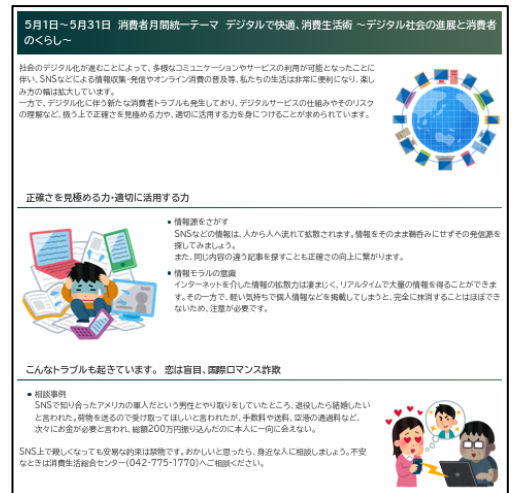 5月1日～5月31日 消費者月間統一テーマ デジタルで快適、消費生活術 ～デジタル社会の進展と消費者
のくらし～
社会のデジタル化が進むことによって、多様なコミュニケーションやサービスの利用が可能となったことに
伴い、SNSなどによる情報収集・発信やオンライン消費の普及等、私たちの生活は非常に便利になり、楽し
み方の幅は拡大しています。
一方で、デジタル化に伴う新たな消費者トラブルも発生しており、デジタルサービスの仕組みやそのリスク
の理解など、扱う上で正確さを見極める力や、適切に活用する力を身につけることが求められています。
正確さを見極める力・適切に活用する力
• 情報源をさがす
SNSなどの情報は、人から人へ流れて拡散されます。情報をそのまま鵜呑みにせずその発信源を
探してみましょう。
また、同じ内容の違う記事を探すことも正確さの向上に繋がります。
• 情報モラルの意識
インターネットを介した情報の拡散力は凄まじく、リアルタイムで大量の情報を得ることができま
す。その一方で、軽い気持ちで個人情報などを掲載してしまうと、完全に抹消することはほぼでき
ないため、注意が必要です。
こんなトラブルも起きています。 恋は盲目、国際ロマンス詐欺
• 相談事例
SNSで知り合ったアメリカの軍人だという男性とやり取りをしていたところ、退役したら結婚したい
と言われた。荷物を送るので受け取ってほしいと言われたが、手数料や送料、空港の通過料など、
次々にお金が必要と言われ、総額200万円振り込んだのに本人に一向に会えない。
SNS上で親しくなっても安易な約束は禁物です。おかしいと思ったら、身近な人に相談しましょう。不安
なときは消費生活総合センター(042-775-1770)へご相談ください。